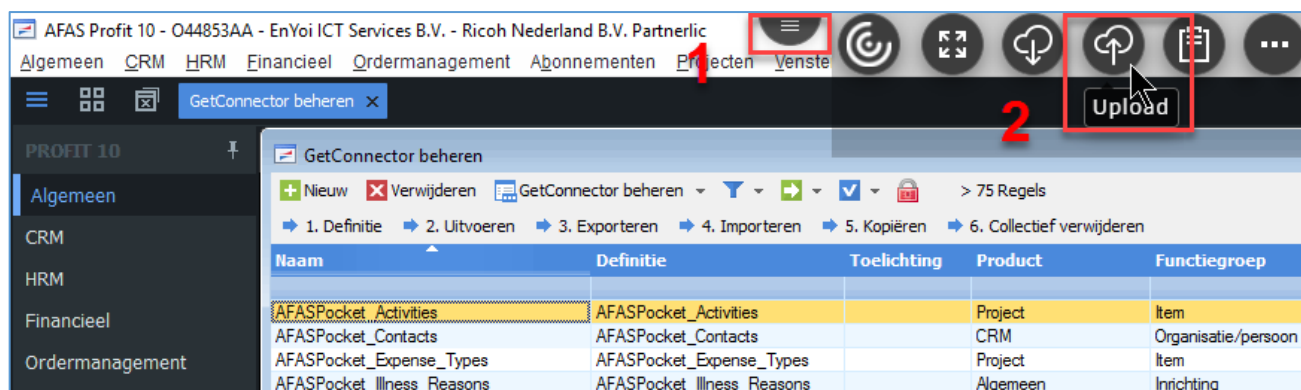 AFAS Profit 10 - O44853AA - EnYoi ICT Services B.V. - Ricoh Nederland B.V. Partnerlic
1
Algemeen CRM HRM Financieel Ordermanagement Abonnementen Projecten Venste
GetConnector beheren
Upload
2
PROFIT 10
GetConnector beheren
Algemeen
Nieuw Verwijderen GetConnector beheren > 75 Regels
1. Definitie 2. Uitvoeren 3. Exporteren 4. Importeren 5. Kopiëren 6. Collectief verwijderen
CRM
Naam Definitie Toelichting Product Functiegroep
HRM
AFASPocket_Activities AFASPocket_Activities Project Item
Financieel
AFASPocket_Contacts AFASPocket_Contacts CRM Organisatie/persoon
AFASPocket_Expense_Types AFASPocket_Expense_Types Project Item
Ordermanagement
AFASPocket_Illness_Reasons AFASPocket_Illness_Reasons Algemeen Inrichting